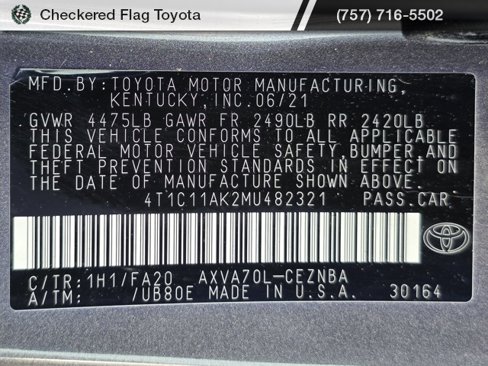 Checkered Flag Toyota (757) 716-5502
MFD.BY:TOYOTA MOTOR MANUFACTURING,
KENTUCKY,INC.06/21
GVWR 4475LB GAWR FR 2490LB RR 2420LB
THIS VEHICLE CONFORMS TO ALL APPLICABLE
FEDERAL MOTOR VEHICLE SAFETY,BUMPER,AND
THEFT PREVENTION STANDARDS IN EFFECT ON
THE DATE OF MANUFACTURE SHOWN ABOVE.
4T1C11AK2MU482321 PASS.CAR
C/TR:1H1/FA20 AXVA70L-CEZNBA
A/TM: /UB80E MADE IN U.S.A. 30164